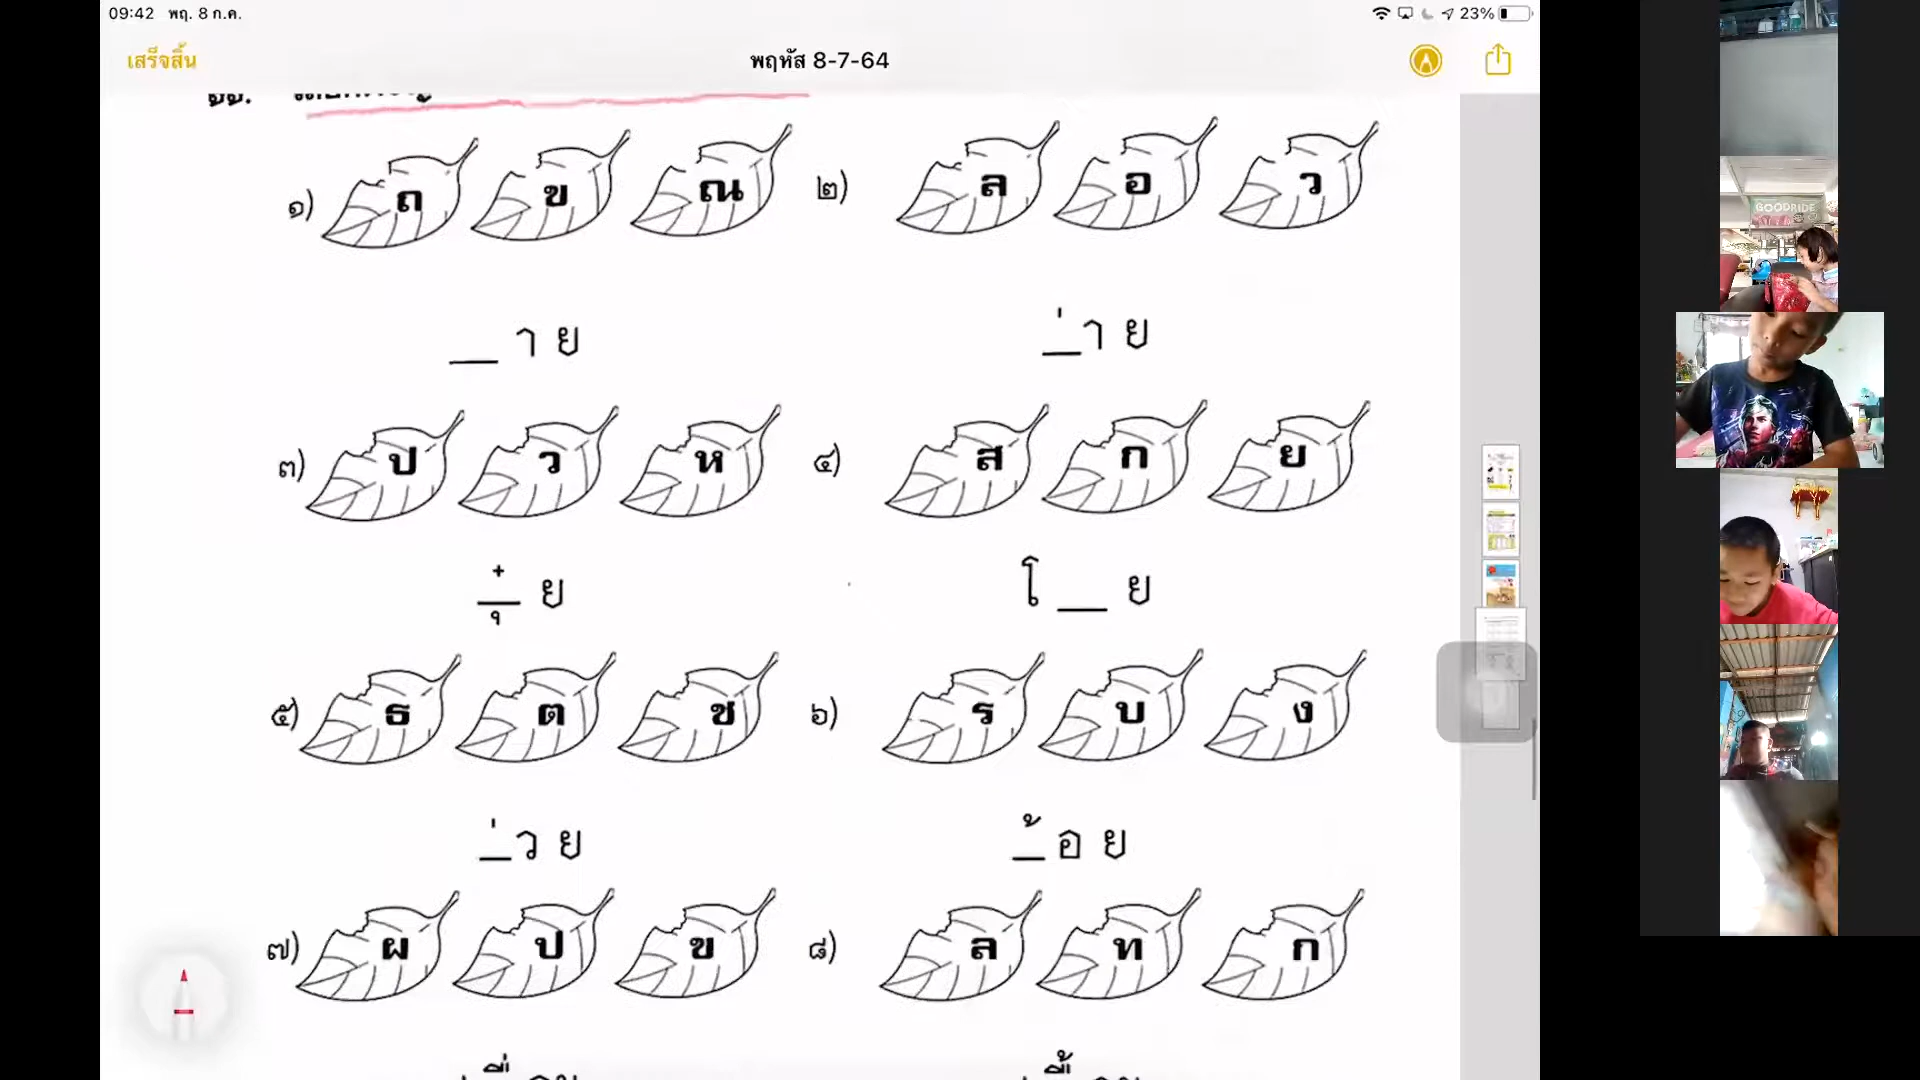 09:42 พฤ. 8 ก.ค.
23%
เสร็จสิ้น
พฤหัส 8-7-64
๑) ถ ข ณ
๒) ล อ ว
_ า ย
_่า ย
๓) ป ว ห
๔) ส ก ย
_ุ๋ ย
โ _ ย
๕) ธ ต ช
๖) ร บ ง
_่ว ย
_้อ ย
๗) ผ ป ข
๘) ล ท ก
GOODRIDE